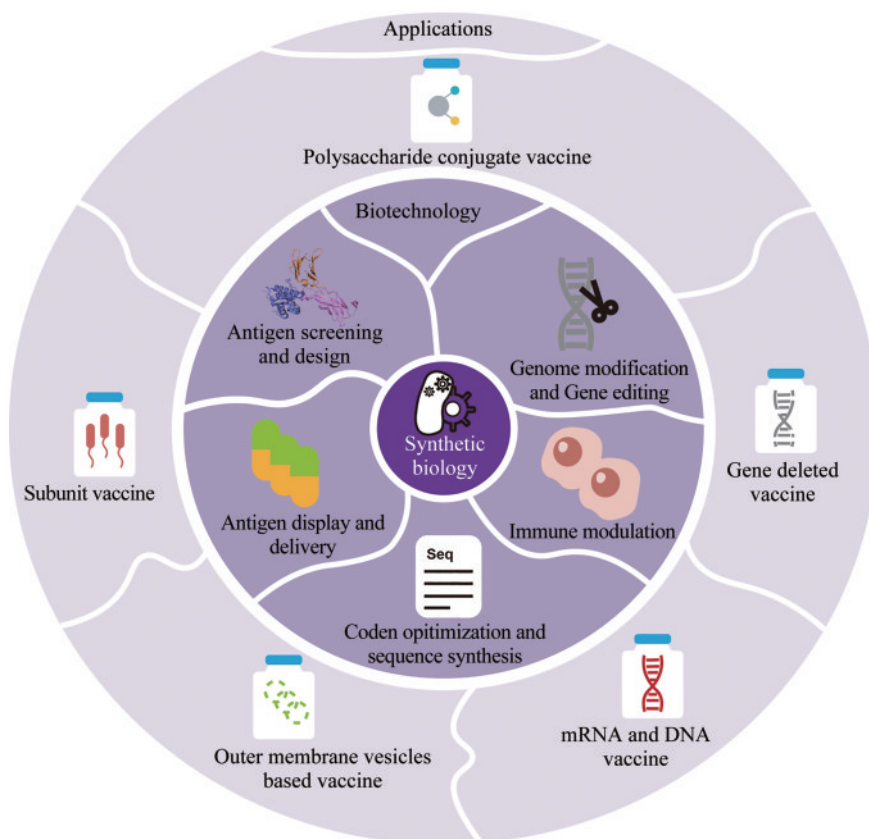 Applications
Polysaccharide conjugate vaccine
Biotechnology
Antigen screening
and design
Genome modification
and Gene editing
Synthetic
biology
Subunit vaccine
Gene deleted
vaccine
Antigen display and
delivery
Immune modulation
Seq
Coden opitimization and
sequence synthesis
Outer membrane vesicles
based vaccine
mRNA and DNA
vaccine